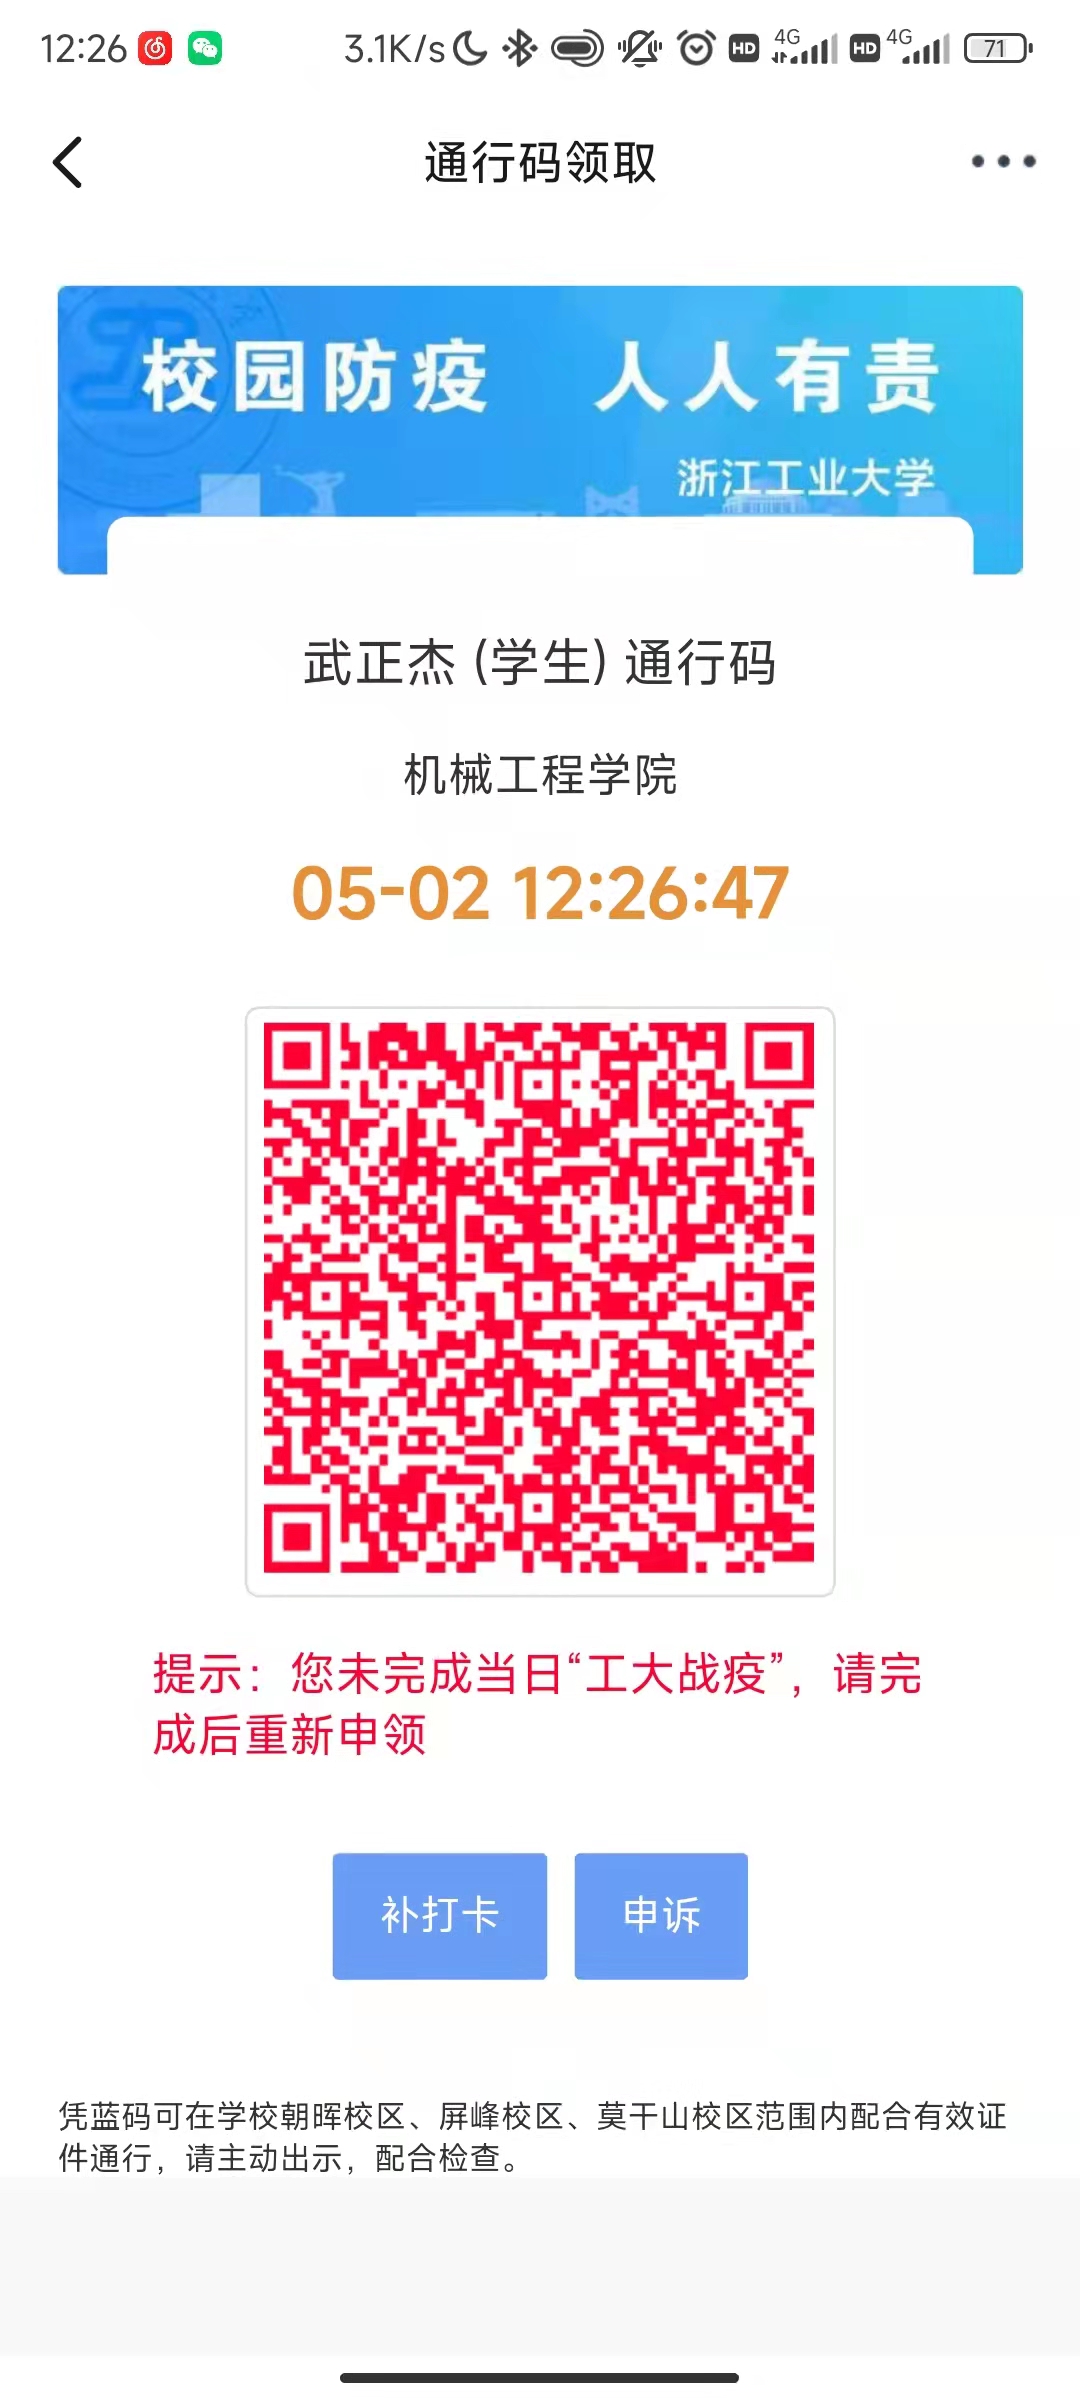 12:26 3.1K/s HD 4G HD 4G 71
通行码领取
校园防疫 人人有责
浙江工业大学
武正杰 (学生) 通行码
机械工程学院
05-02 12:26:47
提示：您未完成当日“工大战疫”，请完
成后重新申领
补打卡 申诉
凭蓝码可在学校朝晖校区、屏峰校区、莫干山校区范围内配合有效证
件通行，请主动出示，配合检查。